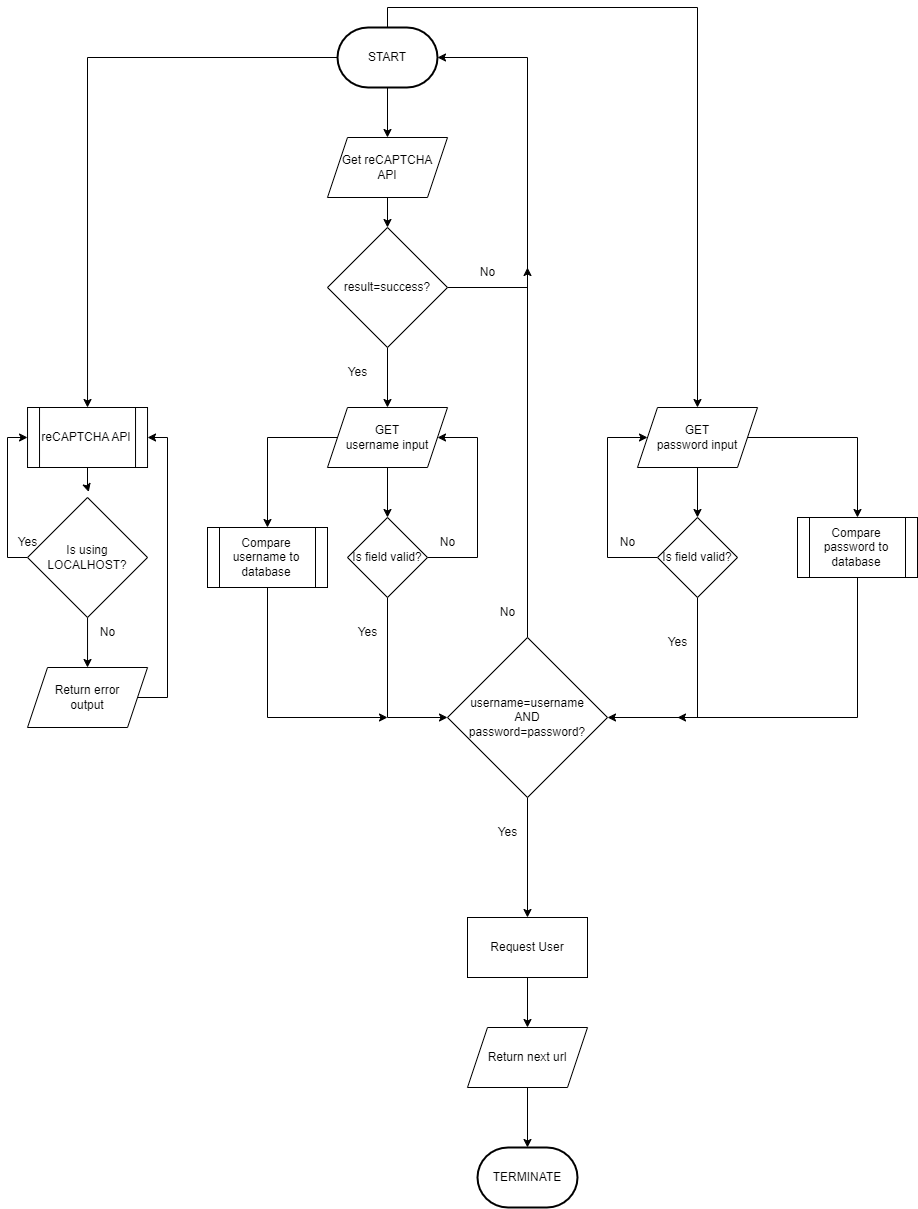 START
Get reCAPTCHA
API
No
result=success?
Yes
reCAPTCHA API
GET
username input
GET
password input
Yes
Is using
LOCALHOST?
Compare
username to
database
Is field valid?
No
No
Is field valid?
Compare
password to
database
No
Yes
No
Yes
Return error
output
username=username
AND
password=password?
Yes
Request User
Return next url
TERMINATE